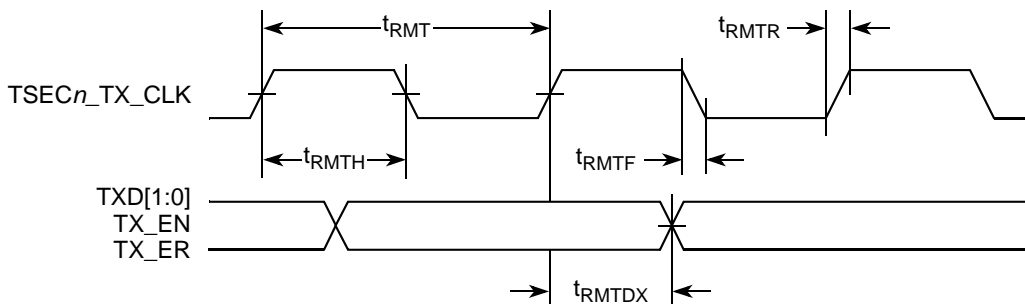 tRMT
tRMTR
TSECn_TX_CLK
tRMTH
tRMTF
TXD[1:0]
TX_EN
TX_ER
tRMTDX